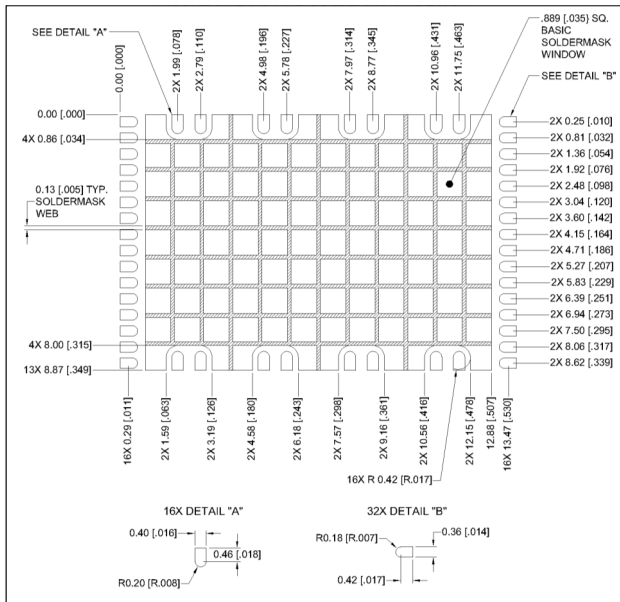 SEE DETAIL "A"
0.00 [.000]
2X 1.99 [.078]
2X 2.79 [.110]
2X 4.98 [.196]
2X 5.78 [.227]
2X 7.97 [.314]
2X 8.77 [.345]
2X 10.96 [.431]
2X 11.75 [.463]
.889 [.035} SQ.
BASIC
SOLDERMASK
WINDOW
SEE DETAIL "B"
0.00 [.000]
4X 0.86 [.034]
0.13 [.005] TYP.
SOLDERMASK
WEB
4X 8.00 [.315]
13X 8.87 [.349]
2X 0.25 [.010]
2X 0.81 [.032]
2X 1.36 [.054]
2X 1.92 [.076]
2X 2.48 [.098]
2X 3.04 [.120]
2X 3.60 [.142]
2X 4.15 [.164]
2X 4.71 [.186]
2X 5.27 [.207]
2X 5.83 [.229]
2X 6.39 [.251]
2X 6.94 [.273]
2X 7.50 [.295]
2X 8.06 [.317]
2X 8.62 [.339]
16X 0.29 [.011]
2X 1.59 [.063]
2X 3.19 [.126]
2X 4.58 [.180]
2X 6.18 [.243]
2X 7.57 [.298]
2X 9.16 [.361]
2X 10.56 [.416]
2X 12.15 [.478]
12.88 [.507]
16X 13.47 [.530]
16X R 0.42 [R.017]
16X DETAIL "A"
0.40 [.016]
0.46 [.018]
R0.20 [R.008]
32X DETAIL "B"
R0.18 [R.007]
0.36 [.014]
0.42 [.017]